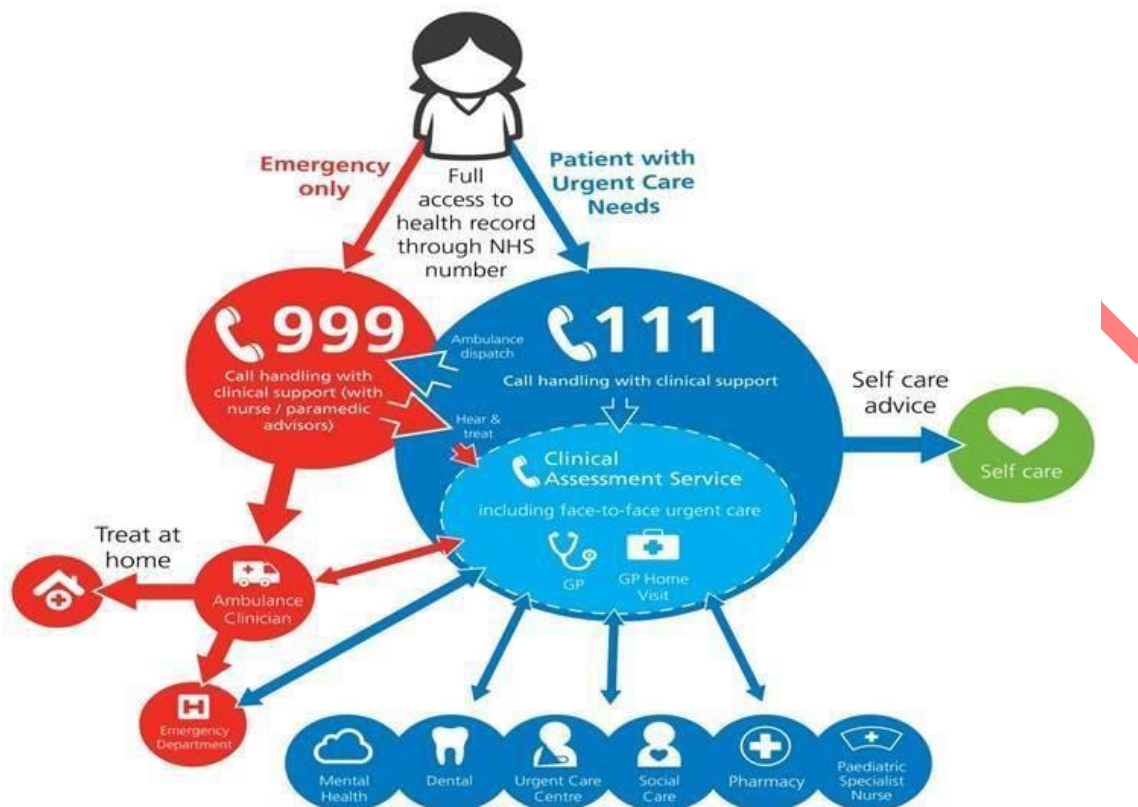 Emergency
only
Full
access to
health record
through NHS
number
Patient with
Urgent Care
Needs
999
Call handling with
clinical support (with
nurse / paramedic
advisors)
Ambulance
dispatch
Hear &
treat
111
Call handling with clinical support
Clinical
Assessment Service
including face-to-face urgent care
GP
GP Home
Visit
Self care
advice
Self care
Treat at
home
Ambulance
Clinician
H
Emergency
Department
Mental
Health
Dental
Urgent Care
Centre
Social
Care
Pharmacy
Paediatric
Specialist
Nurse